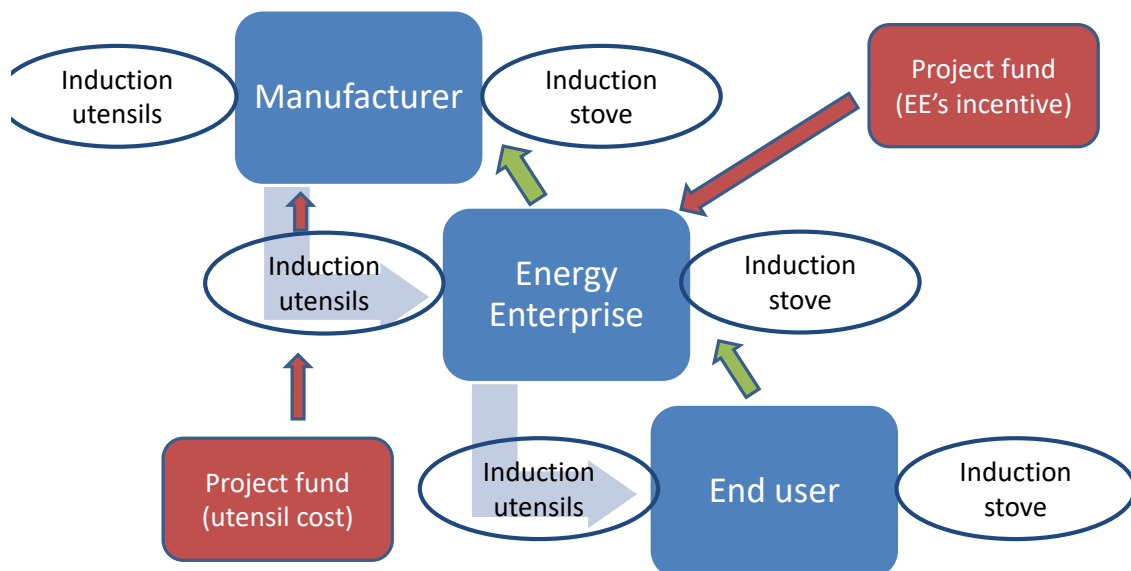 Induction
utensils
Manufacturer
Induction
stove
Project fund
(EE's incentive)
Induction
utensils
Energy
Enterprise
Induction
stove
Project fund
(utensil cost)
Induction
utensils
End user
Induction
stove